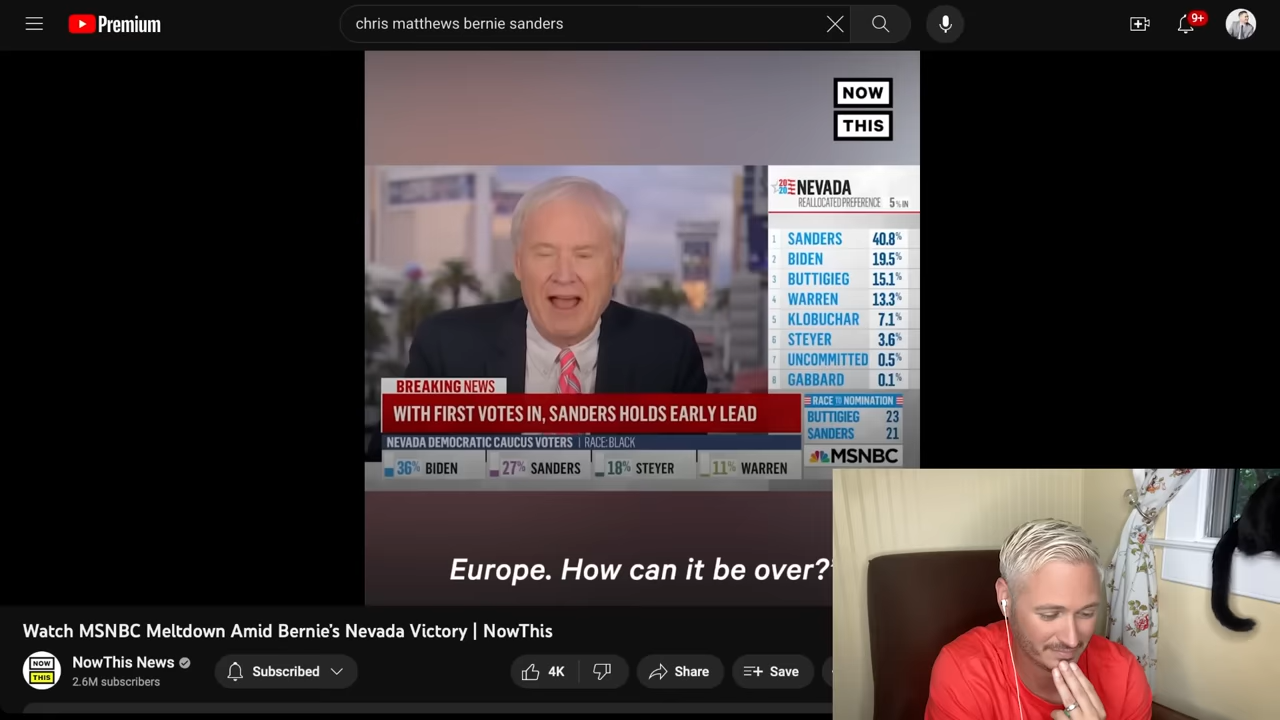 Premium
chris matthews bernie sanders
9+
NOW
THIS
2020 NEVADA
REALLOCATED PREFERENCE 5% IN
1 SANDERS 40.8%
2 BIDEN 19.5%
3 BUTTIGIEG 15.1%
4 WARREN 13.3%
5 KLOBUCHAR 7.1%
6 STEYER 3.6%
7 UNCOMMITTED 0.5%
8 GABBARD 0.1%
BREAKING NEWS
WITH FIRST VOTES IN, SANDERS HOLDS EARLY LEAD
RACE TO NOMINATION
BUTTIGIEG 23
SANDERS 21
NEVADA DEMOCRATIC CAUCUS VOTERS | RACE: BLACK
36% BIDEN 27% SANDERS 18% STEYER 11% WARREN
MSNBC
Europe. How can it be over?'
Watch MSNBC Meltdown Amid Bernie's Nevada Victory | NowThis
NOW
THIS
NowThis News
2.6M subscribers
Subscribed
4K
Share
Save